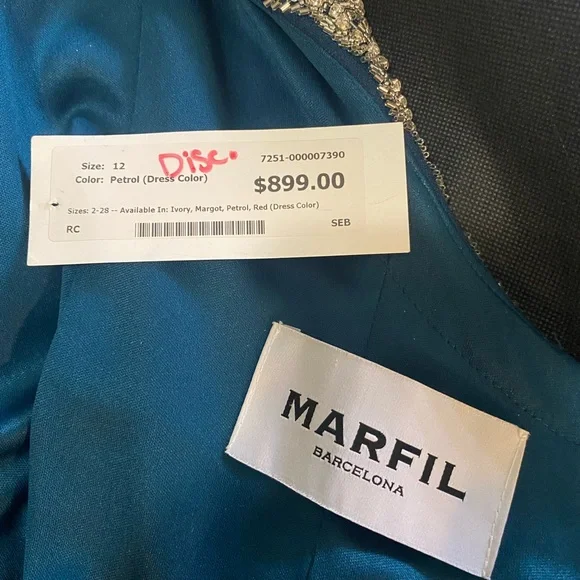 Disc.
Size: 12 7251-000007390
Color: Petrol (Dress Color) $899.00
Sizes: 2-28 -- Available In: Ivory, Margot, Petrol, Red (Dress Color)
RC SEB
MARFIL
BARCELONA